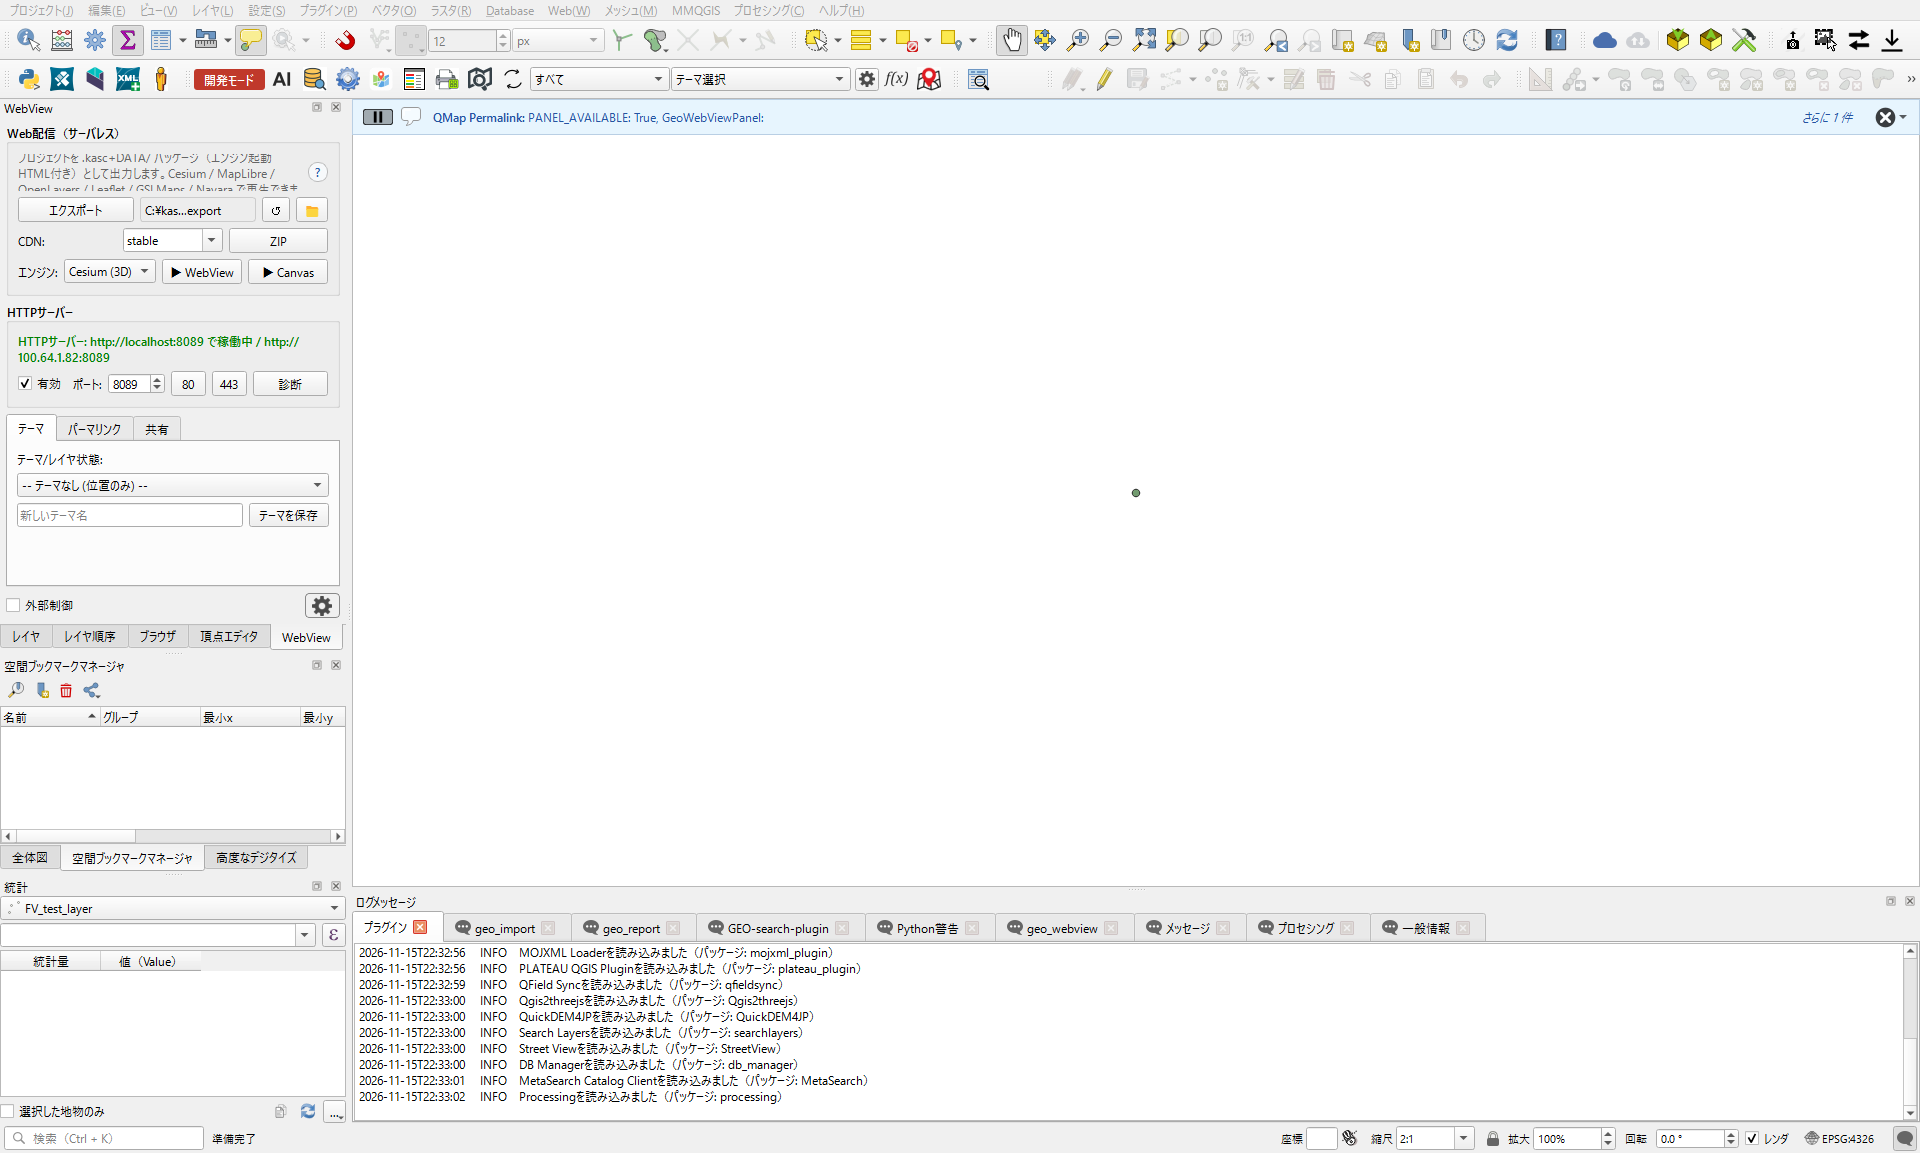 プロジェクト(J) 編集(E) ビュー(V) レイヤ(L) 設定(S) プラグイン(P) ベクタ(O) ラスタ(R) Database Web(W) メッシュ(M) MMQGIS プロセシング(C) ヘルプ(H)
12 px
開発モード AI すべて テーマ選択 f(x)
WebView
Web配信（サーバレス）
プロジェクトを.kasc+DATA/ パッケージ（エンジン起動
HTML付き）として出力します。Cesium / MapLibre /
OpenLayers / Leaflet / GSI Maps / Navara で再生できま
?
エクスポート C:¥kas...export
CDN: stable ZIP
エンジン: Cesium (3D) ▶ WebView ▶ Canvas
HTTPサーバー
HTTPサーバー: http://localhost:8089 で稼働中 / http://
100.64.1.82:8089
有効 ポート: 8089 80 443 診断
テーマ パーマリンク 共有
テーマ/レイヤ状態:
-- テーマなし (位置のみ) --
新しいテーマ名 テーマを保存
外部制御
レイヤ レイヤ順序 ブラウザ 頂点エディタ WebView
空間ブックマークマネージャ
名前 グループ 最小x 最小y
全体図 空間ブックマークマネージャ 高度なデジタイズ
統計
FV_test_layer
ε
統計量 値（Value）
選択した地物のみ
...
QMap Permalink: PANEL_AVAILABLE: True, GeoWebViewPanel:
さらに 1 件
ログメッセージ
プラグイン geo_import geo_report GEO-search-plugin Python警告 geo_webview メッセージ プロセシング 一般情報
2026-11-15T22:32:56 INFO MOJXML Loaderを読み込みました（パッケージ: mojxml_plugin）
2026-11-15T22:32:56 INFO PLATEAU QGIS Pluginを読み込みました（パッケージ: plateau_plugin）
2026-11-15T22:32:59 INFO QField Syncを読み込みました（パッケージ: qfieldsync）
2026-11-15T22:33:00 INFO Qgis2threejsを読み込みました（パッケージ: Qgis2threejs）
2026-11-15T22:33:00 INFO QuickDEM4JPを読み込みました（パッケージ: QuickDEM4JP）
2026-11-15T22:33:00 INFO Search Layersを読み込みました（パッケージ: searchlayers）
2026-11-15T22:33:00 INFO Street Viewを読み込みました（パッケージ: StreetView）
2026-11-15T22:33:00 INFO DB Managerを読み込みました（パッケージ: db_manager）
2026-11-15T22:33:01 INFO MetaSearch Catalog Clientを読み込みました（パッケージ: MetaSearch）
2026-11-15T22:33:02 INFO Processingを読み込みました（パッケージ: processing）
検索（Ctrl + K） 準備完了 座標 縮尺 2:1 拡大 100% 回転 0.0 ° レンダ EPSG:4326